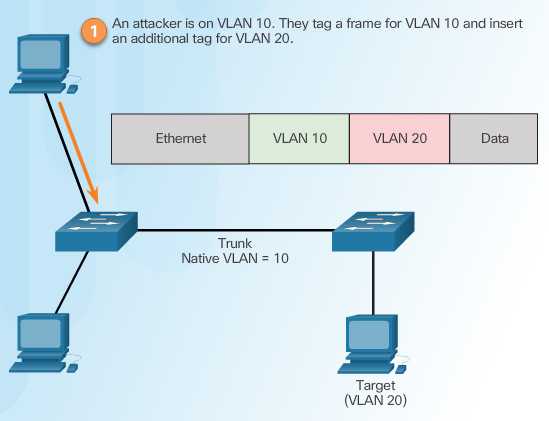 1
An attacker is on VLAN 10. They tag a frame for VLAN 10 and insert
an additional tag for VLAN 20.
Ethernet
VLAN 10
VLAN 20
Data
Trunk
Native VLAN = 10
Target
(VLAN 20)